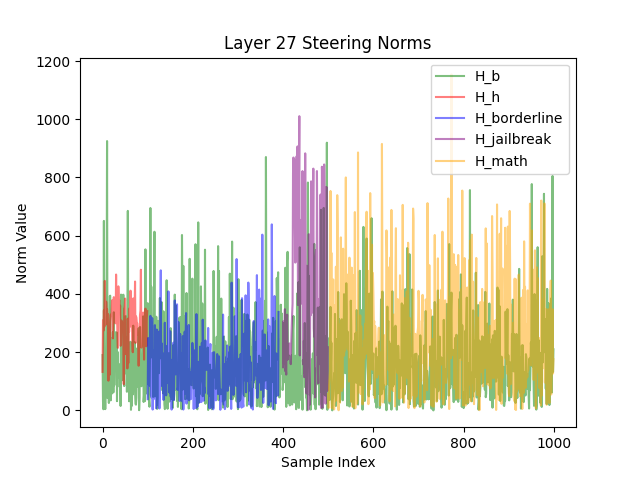 Layer 27 Steering Norms
1200
1000
800
600
400
200
0
Norm Value
H_b
H_h
H_borderline
H_jailbreak
H_math
0
200
400
600
800
1000
Sample Index